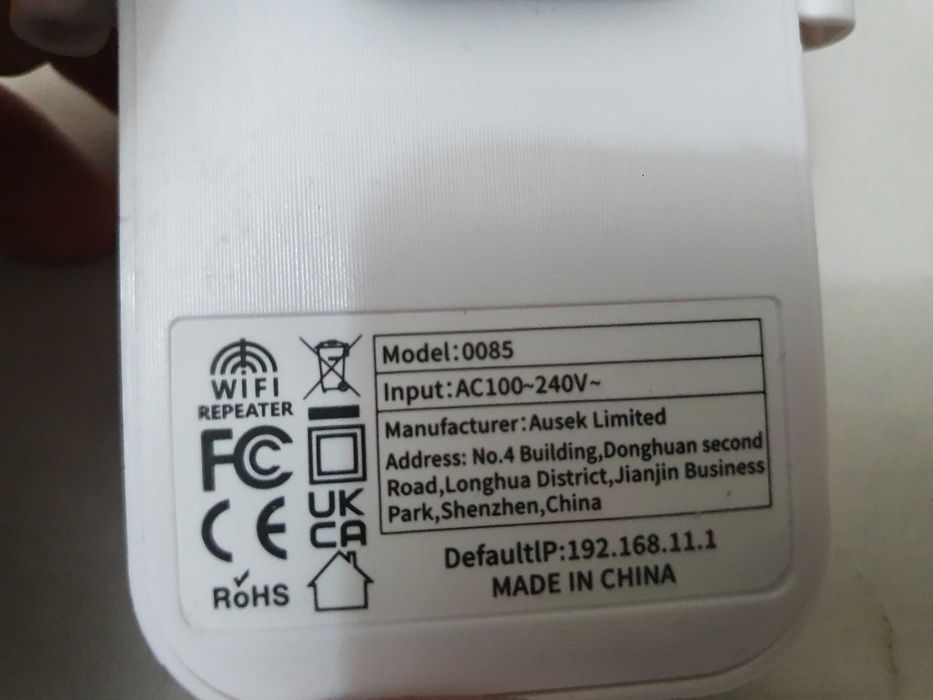 WIFI
REPEATER
FC
CE
RoHS
UK
CA
Model:0085
Input:AC100~240V~
Manufacturer:Ausek Limited
Address: No.4 Building,Donghuan second
Road,Longhua District,Jianjin Business
Park,Shenzhen,China
DefaultlP:192.168.11.1
MADE IN CHINA